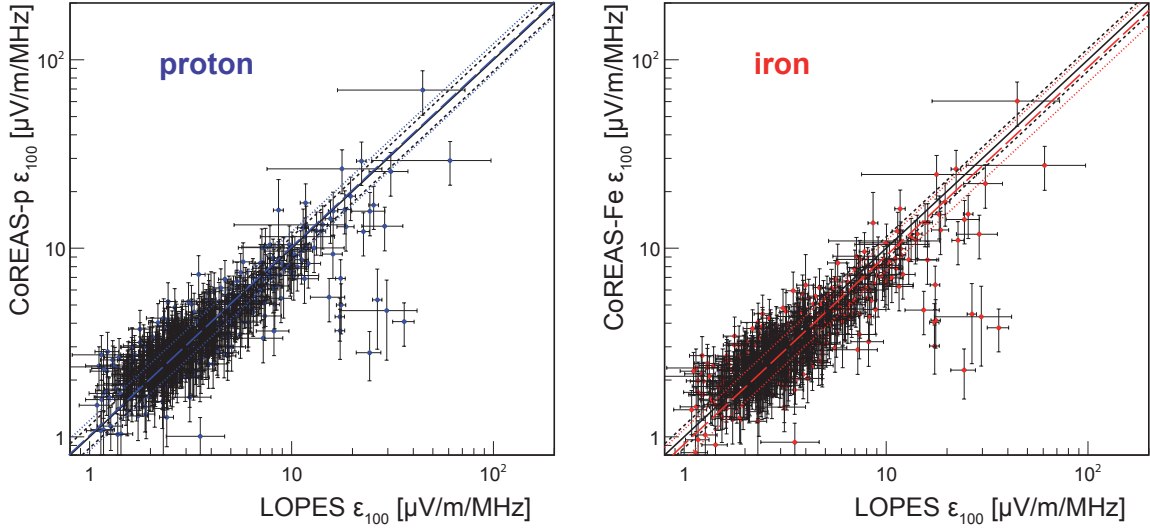 proton
CoREAS-p ε₁₀₀ [µV/m/MHz]
10²
10
1
1
10
10²
LOPES ε₁₀₀ [µV/m/MHz]
iron
CoREAS-Fe ε₁₀₀ [µV/m/MHz]
10²
10
1
1
10
10²
LOPES ε₁₀₀ [µV/m/MHz]